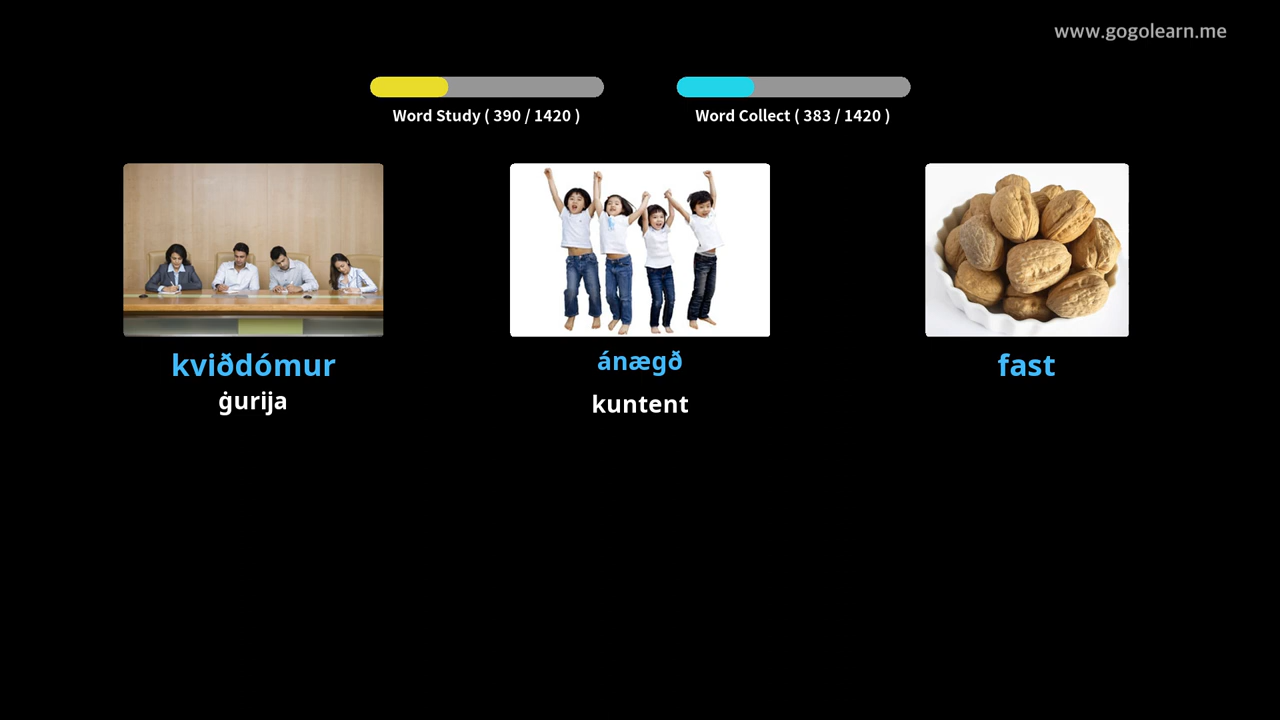 www.gogolearn.me
Word Study ( 390 / 1420 )
Word Collect ( 383 / 1420 )
kviðdómur
ġurija
ánægð
kuntent
fast